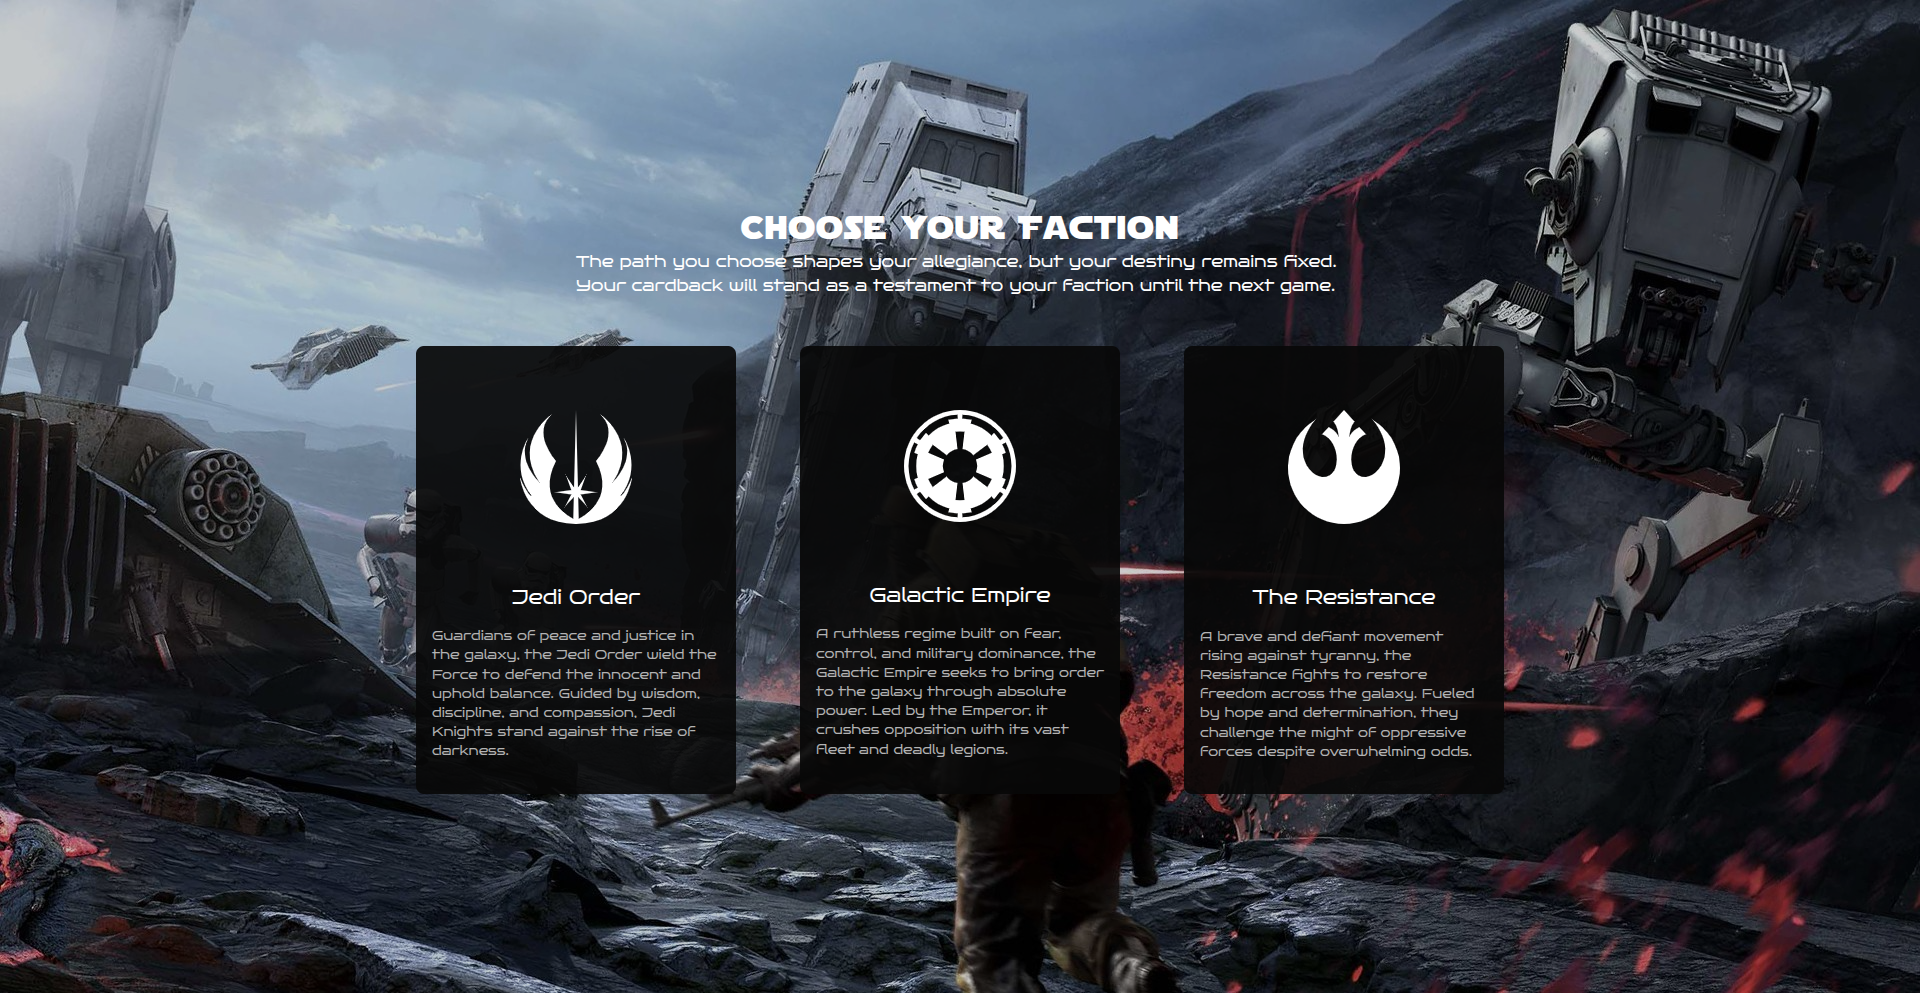 CHOOSE YOUR FACTION
The path you choose shapes your allegiance, but your destiny remains fixed.
Your cardback will stand as a testament to your faction until the next game.
Jedi Order
Guardians of peace and justice in
the galaxy, the Jedi Order wield the
Force to defend the innocent and
uphold balance. Guided by wisdom,
discipline, and compassion, Jedi
Knights stand against the rise of
darkness.
Galactic Empire
A ruthless regime built on fear,
control, and military dominance, the
Galactic Empire seeks to bring order
to the galaxy through absolute
power. Led by the Emperor, it
crushes opposition with its vast
fleet and deadly legions.
The Resistance
A brave and defiant movement
rising against tyranny, the
Resistance fights to restore
freedom across the galaxy. Fueled
by hope and determination, they
challenge the might of oppressive
forces despite overwhelming odds.